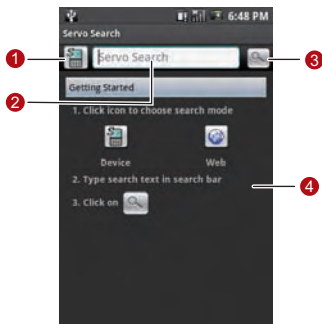 6:48 PM
Servo Search
1
Servo Search
3
2
Getting Started
1. Click icon to choose search mode
Device
Web
2. Type search text in search bar
4
3. Click on